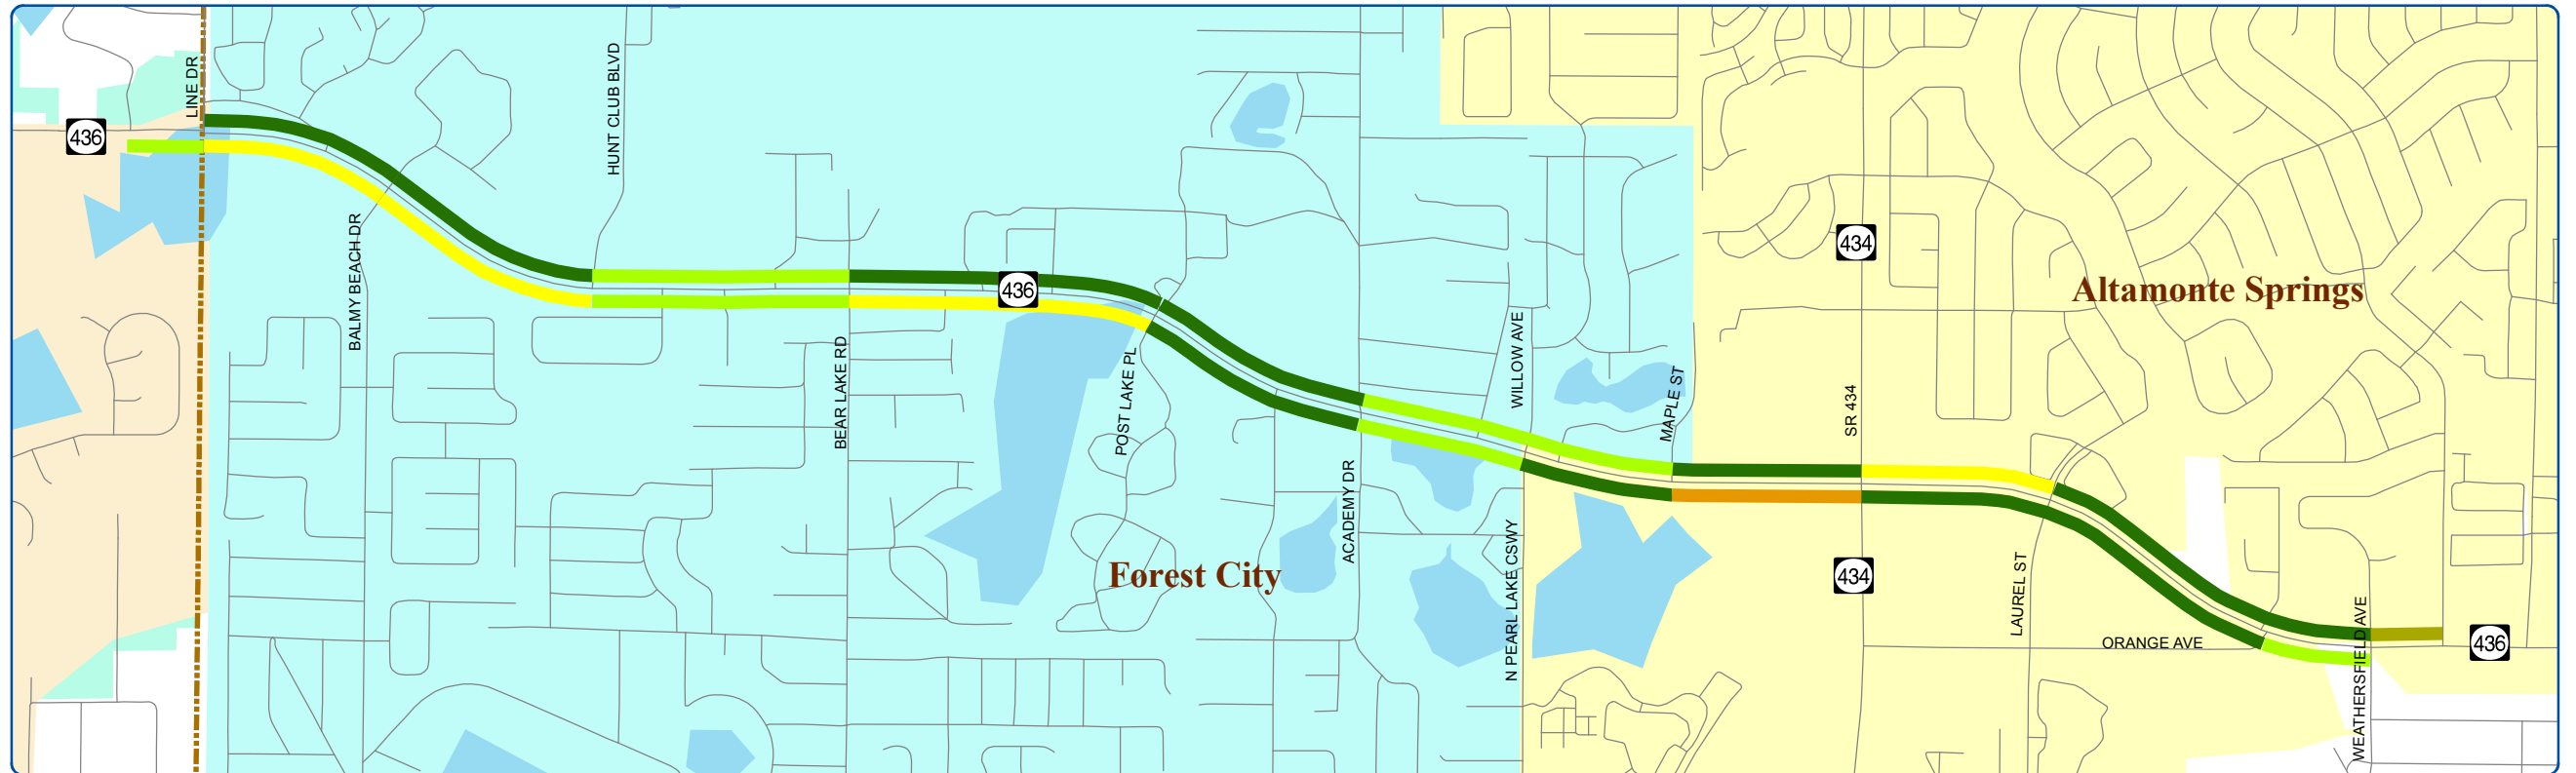 LINE DR
HUNT CLUB BLVD
436
BALMY BEACH DR
434
436
Altamonte Springs
BEAR LAKE RD
POST LAKE PL
WILLOW AVE
MAPLE ST
SR 434
ACADEMY DR
Forest City
434
N PEARL LAKE CSWY
LAUREL ST
ORANGE AVE
WEATHERSFIELD AVE
436